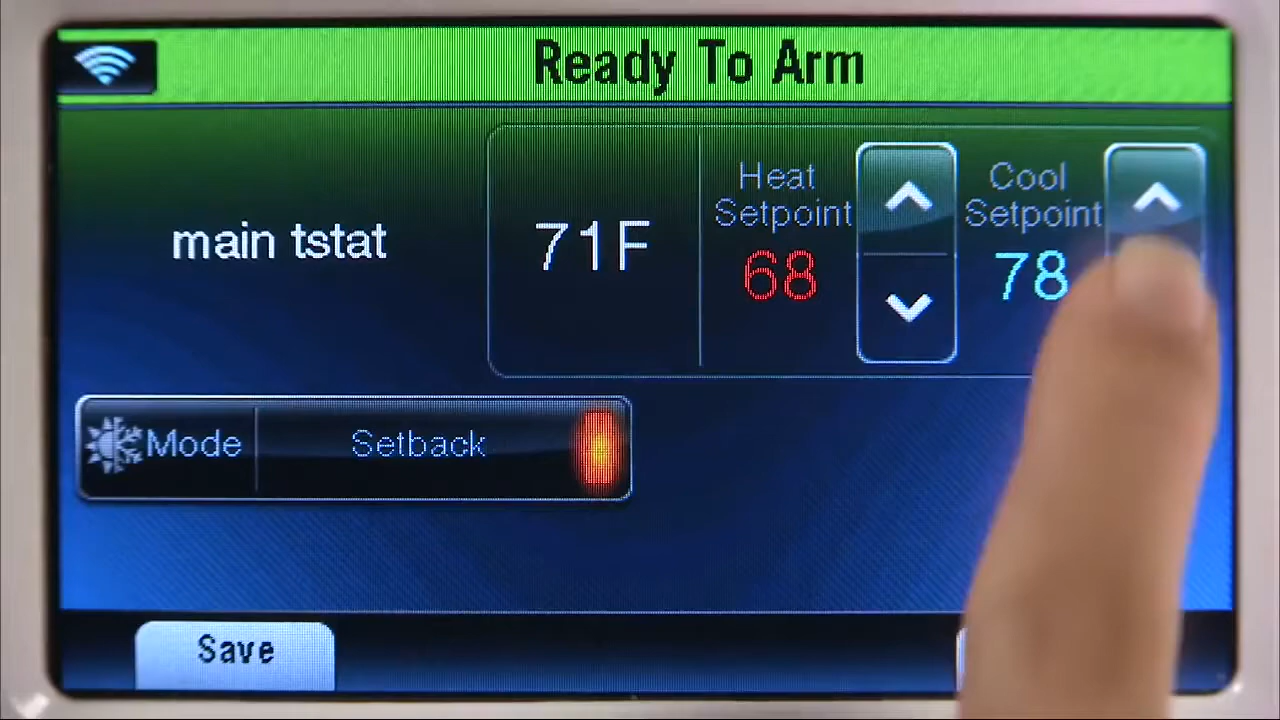 Ready To Arm
main tstat
71F
Heat
Setpoint
68
Cool
Setpoint
78
Mode
Setback
Save